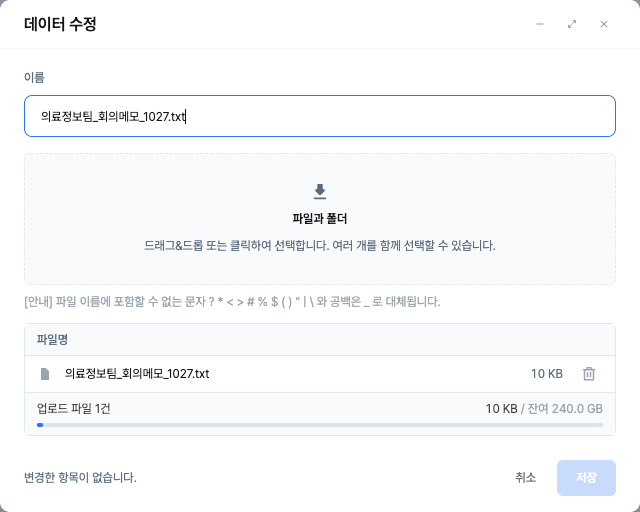 데이터 수정
이름
의료정보팀_회의메모_1027.txt
파일과 폴더
드래그&드롭 또는 클릭하여 선택합니다. 여러 개를 함께 선택할 수 있습니다.
[안내] 파일 이름에 포함할 수 없는 문자 ? * < > # % $ ( ) " | \ 와 공백은 _ 로 대체됩니다.
파일명
의료정보팀_회의메모_1027.txt 10 KB
업로드 파일 1건 10 KB / 잔여 240.0 GB
변경한 항목이 없습니다. 취소 저장